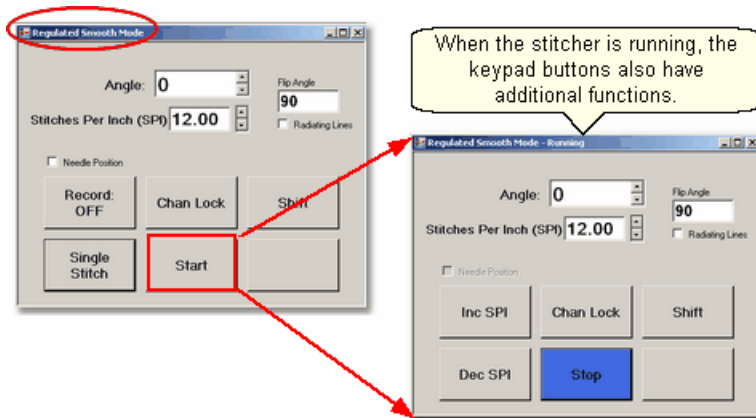 Regulated Smooth Mode
Angle: 0
Flip Angle
90
Stitches Per Inch (SPI) 12.00
Radiating Lines
Needle Position
Record: OFF
Chan Lock
Shift
Single Stitch
Start
When the stitcher is running, the
keypad buttons also have
additional functions.
Regulated Smooth Mode - Running
Angle: 0
Flip Angle
90
Stitches Per Inch (SPI) 12.00
Radiating Lines
Needle Position
Inc SPI
Chan Lock
Shift
Dec SPI
Stop